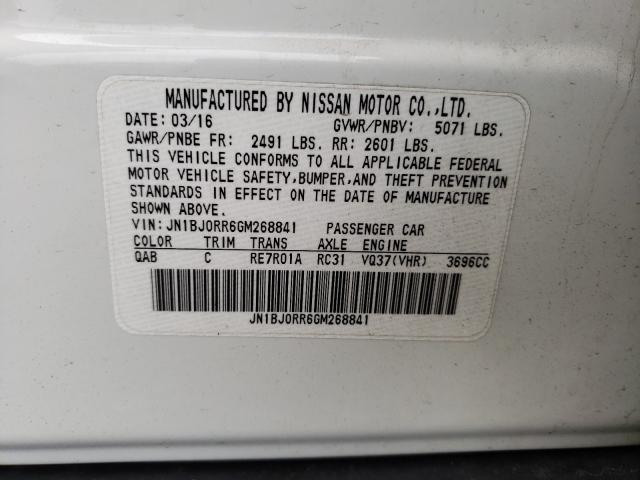 MANUFACTURED BY NISSAN MOTOR CO.,LTD.
DATE: 03/16 GVWR/PNBV: 5071 LBS.
GAWR/PNBE FR: 2491 LBS. RR: 2601 LBS.
THIS VEHICLE CONFORMS TO ALL APPLICABLE FEDERAL
MOTOR VEHICLE SAFETY,BUMPER,AND THEFT PREVENTION
STANDARDS IN EFFECT ON THE DATE OF MANUFACTURE
SHOWN ABOVE.
VIN: JN1BJ0RR6GM268841 PASSENGER CAR
COLOR TRIM TRANS AXLE ENGINE
QAB C RE7R01A RC31 VQ37(VHR) 3696CC
JN1BJ0RR6GM268841